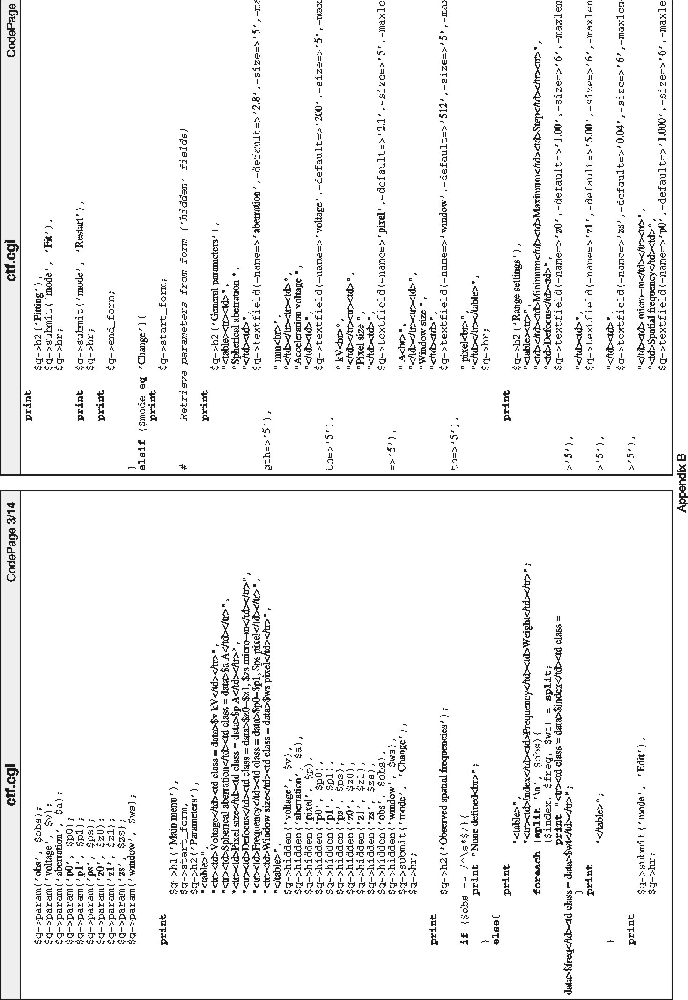 ctf.cgi
CodePage 3/14
$q->param('obs', $obs);
$q->param('voltage', $v);
$q->param('aberration', $a);
$q->param('p0', $p0);
$q->param('p1', $p1);
$q->param('ps', $ps);
$q->param('z0', $z0);
$q->param('z1', $z1);
$q->param('zs', $zs);
$q->param('window', $ws);
print
$q->h1('Main menu'),
$q->start_form,
$q->h2('Parameters'),
"<table>",
"<tr><td>Voltage</td><td class = data>$v kV</td></tr>",
"<tr><td>Spherical aberration</td><td class = data>$a A</td></tr>",
"<tr><td>Pixel size</td><td class = data>$p A</td></tr>",
"<tr><td>Defocus</td><td class = data>$z0-$z1, $zs micro-m</td></tr>",
"<tr><td>Frequency</td><td class = data>$p0-$p1, $ps pixel</td></tr>",
"<tr><td>Window size</td><td class = data>$ws pixel</td></tr>",
"</table>",
$q->hidden('voltage', $v),
$q->hidden('aberration', $a),
$q->hidden('pixel', $p),
$q->hidden('p0', $p0),
$q->hidden('p1', $p1),
$q->hidden('ps', $ps),
$q->hidden('z0', $z0),
$q->hidden('z1', $z1),
$q->hidden('zs', $zs),
$q->hidden('obs', $obs),
$q->hidden('window', $ws),
$q->submit('mode', 'Change'),
$q->hr;
print
$q->h2('Observed spatial frequencies');
if ($obs =~ /^\s*$/){
print "None defined<br>";
}
else{
print
"<table>",
"<tr><td>Index</td><td>Frequency</td><td>Weight</td></tr>";
foreach (split '\n', $obs){
($index, $freq, $wt) = split;
print "<tr><td class = data>$index</td><td class =
data>$freq</td><td class = data>$wt</td></tr>";
}
print
"</table>";
}
print
$q->submit('mode', 'Edit'),
$q->hr;
ctf.cgi
CodePage
print
$q->h2('Fitting'),
$q->submit('mode', 'Fit'),
$q->hr;
print
$q->submit('mode', 'Restart'),
$q->hr;
print
$q->end_form;
}
elsif ($mode eq 'Change'){
print
$q->start_form;
# Retrieve parameters from form ('hidden' fields)
print
$q->h2('General parameters'),
"<table><tr><td>",
"Spherical aberration ",
"</td><td>",
$q->textfield(-name=>'aberration',-default=>'2.8',-size=>'5',-ma
gth=>'5'),
" mm<br>",
"</td></tr><tr><td>",
"Acceleration voltage ",
"</td><td>",
$q->textfield(-name=>'voltage',-default=>'200',-size=>'5',-max
th=>'5'),
" kV<br>",
"</td></tr><tr><td>",
"Pixel size ",
"</td><td>",
$q->textfield(-name=>'pixel',-default=>'2.1',-size=>'5',-maxle
=>'5'),
" A<br>",
"</td></tr><tr><td>",
"Window size ",
"</td><td>",
$q->textfield(-name=>'window',-default=>'512',-size=>'5',-max
th=>'5'),
" pixel<br>",
"</td></tr></table>",
$q->hr;
print
$q->h2('Range settings'),
"<table><tr>",
"<td></td><td>Minimum</td><td>Maximum</td><td>Step</td></tr><tr>",
"<td>Defocus</td><td>",
$q->textfield(-name=>'z0',-default=>'1.00',-size=>'6',-maxlen
>'5'),
"</td><td>",
$q->textfield(-name=>'z1',-default=>'5.00',-size=>'6',-maxlen
>'5'),
"</td><td>",
$q->textfield(-name=>'zs',-default=>'0.04',-size=>'6',-maxlen
>'5'),
"</td><td> micro-m</td></tr><tr>",
"<td>Spatial frequency</td><td>",
$q->textfield(-name=>'p0',-default=>'1.000',-size=>'6',-maxle
Appendix B